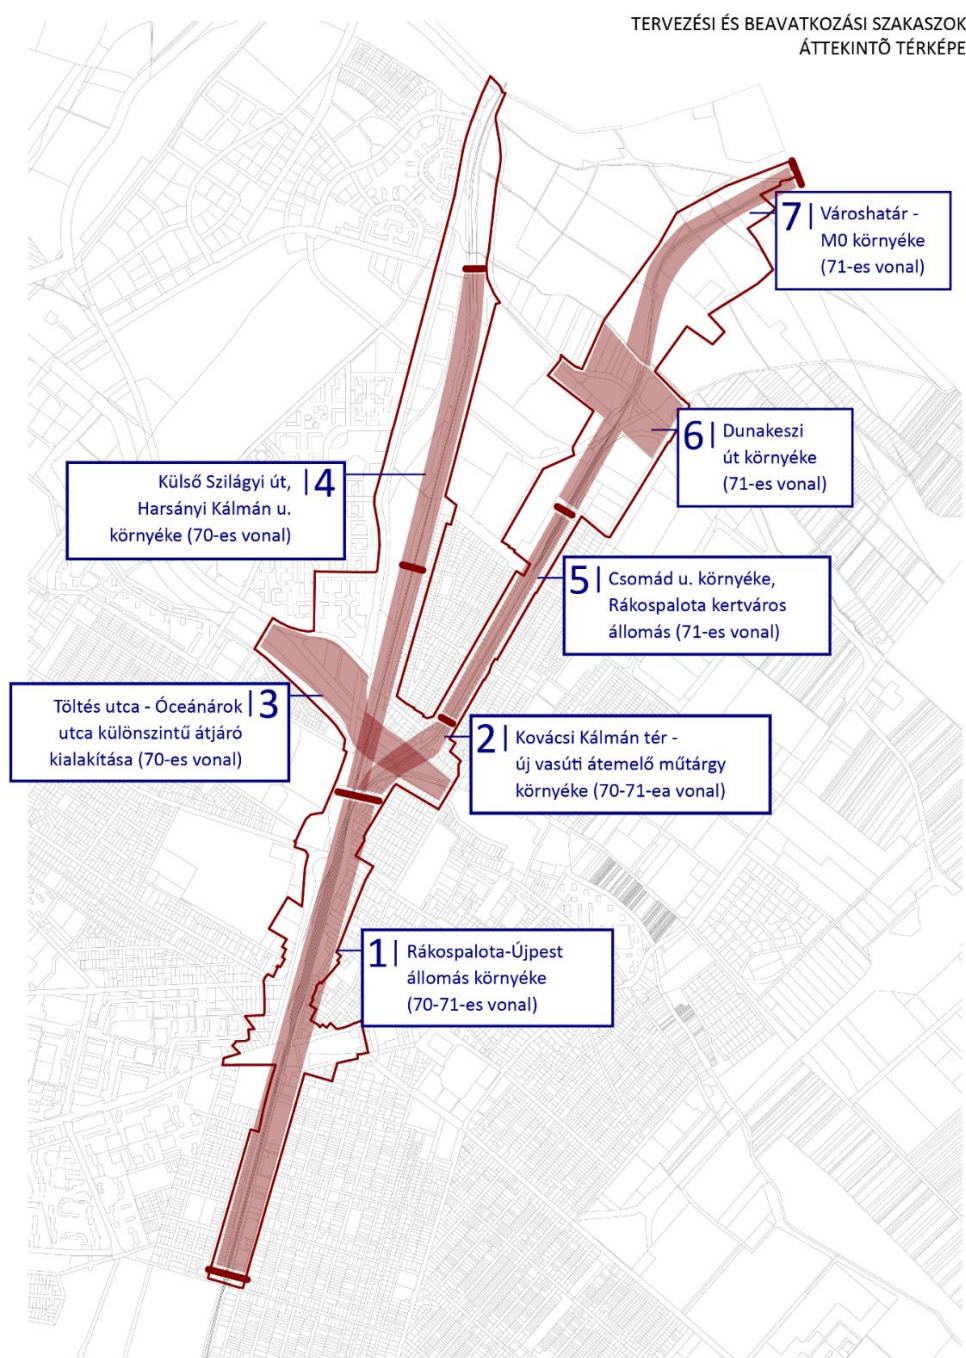 TERVEZÉSI ÉS BEAVATKOZÁSI SZAKASZOK
ÁTTEKINTÕ TÉRKÉPE
7 Városhatár -
M0 környéke
(71-es vonal)
6 Dunakeszi
út környéke
(71-es vonal)
Külső Szilágyi út, 4
Harsányi Kálmán u.
környéke (70-es vonal)
5 Csomád u. környéke,
Rákospalota kertváros
állomás (71-es vonal)
Töltés utca - Óceánárok 3
utca különszintű átjáró
kialakítása (70-es vonal)
2 Kovácsi Kálmán tér -
új vasúti átemelő műtárgy
környéke (70-71-ea vonal)
1 Rákospalota-Újpest
állomás környéke
(70-71-es vonal)